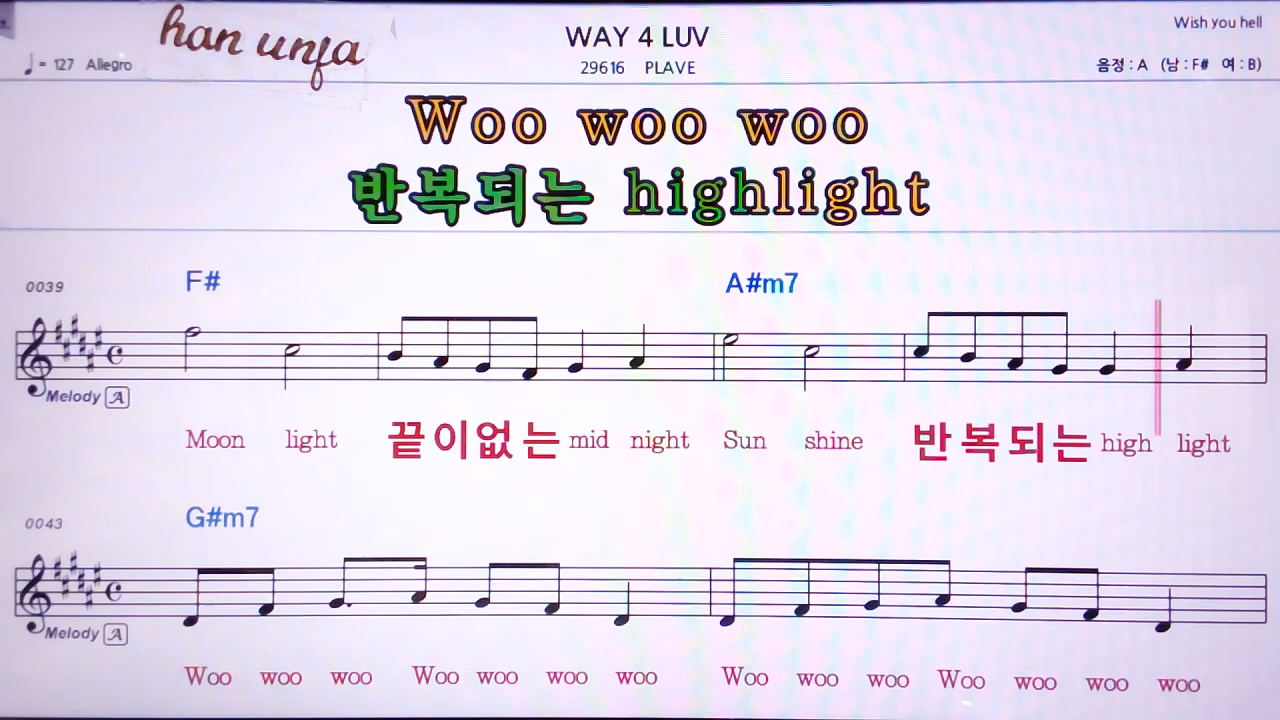 han unfa
WAY 4 LUV
Wish you hell
♩= 127 Allegro
29616 PLAVE
음정 : A (남 : F# 여 : B)
Woo woo woo
반복되는 highlight
0039
F# A#m7
Melody A
Moon light 끝이없는 mid night Sun shine 반복되는 high light
0043
G#m7
Melody A
Woo woo woo Woo woo woo woo Woo woo woo Woo woo woo woo